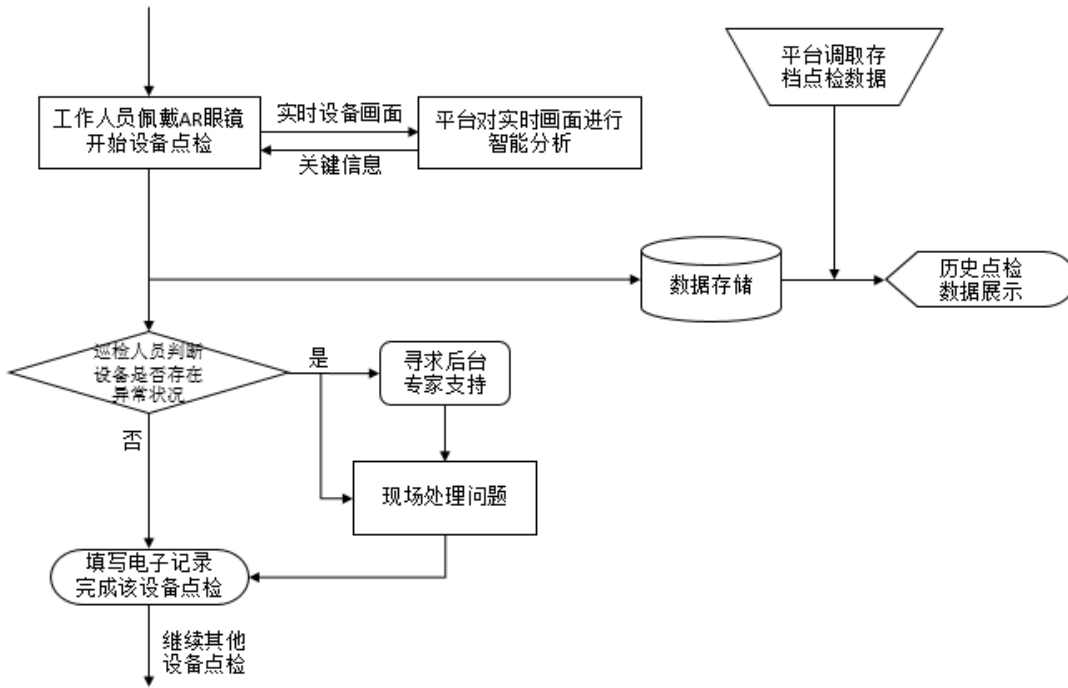 平台调取存
档点检数据
工作人员佩戴AR眼镜
开始设备点检
实时设备画面
关键信息
平台对实时画面进行
智能分析
数据存储
历史点检
数据展示
巡检人员判断
设备是否存在
异常状况
是
寻求后台
专家支持
否
现场处理问题
填写电子记录
完成该设备点检
继续其他
设备点检